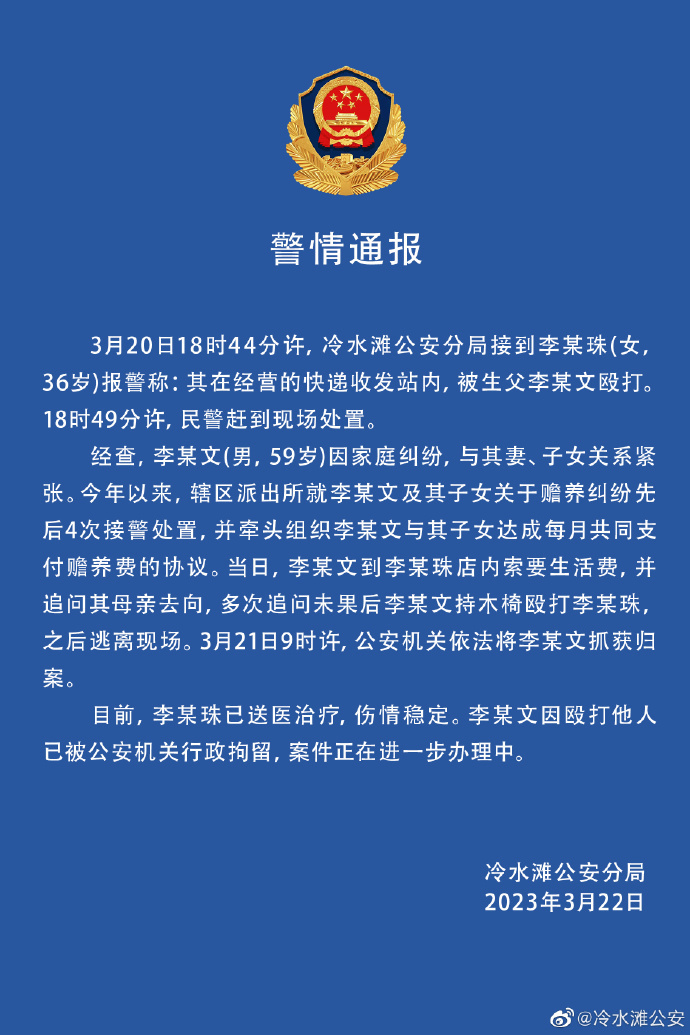 警情通报
3月20日18时44分许,冷水滩公安分局接到李某珠(女,
36岁)报警称：其在经营的快递收发站内,被生父李某文殴打。
18时49分许,民警赶到现场处置。
经查,李某文(男,59岁)因家庭纠纷,与其妻、子女关系紧
张。今年以来,辖区派出所就李某文及其子女关于赡养纠纷先
后4次接警处置,并牵头组织李某文与其子女达成每月共同支
付赡养费的协议。当日,李某文到李某珠店内索要生活费,并
追问其母亲去向,多次追问未果后李某文持木椅殴打李某珠,
之后逃离现场。3月21日9时许,公安机关依法将李某文抓获归
案。
目前,李某珠已送医治疗,伤情稳定。李某文因殴打他人
已被公安机关行政拘留,案件正在进一步办理中。
冷水滩公安分局
2023年3月22日
@冷水滩公安